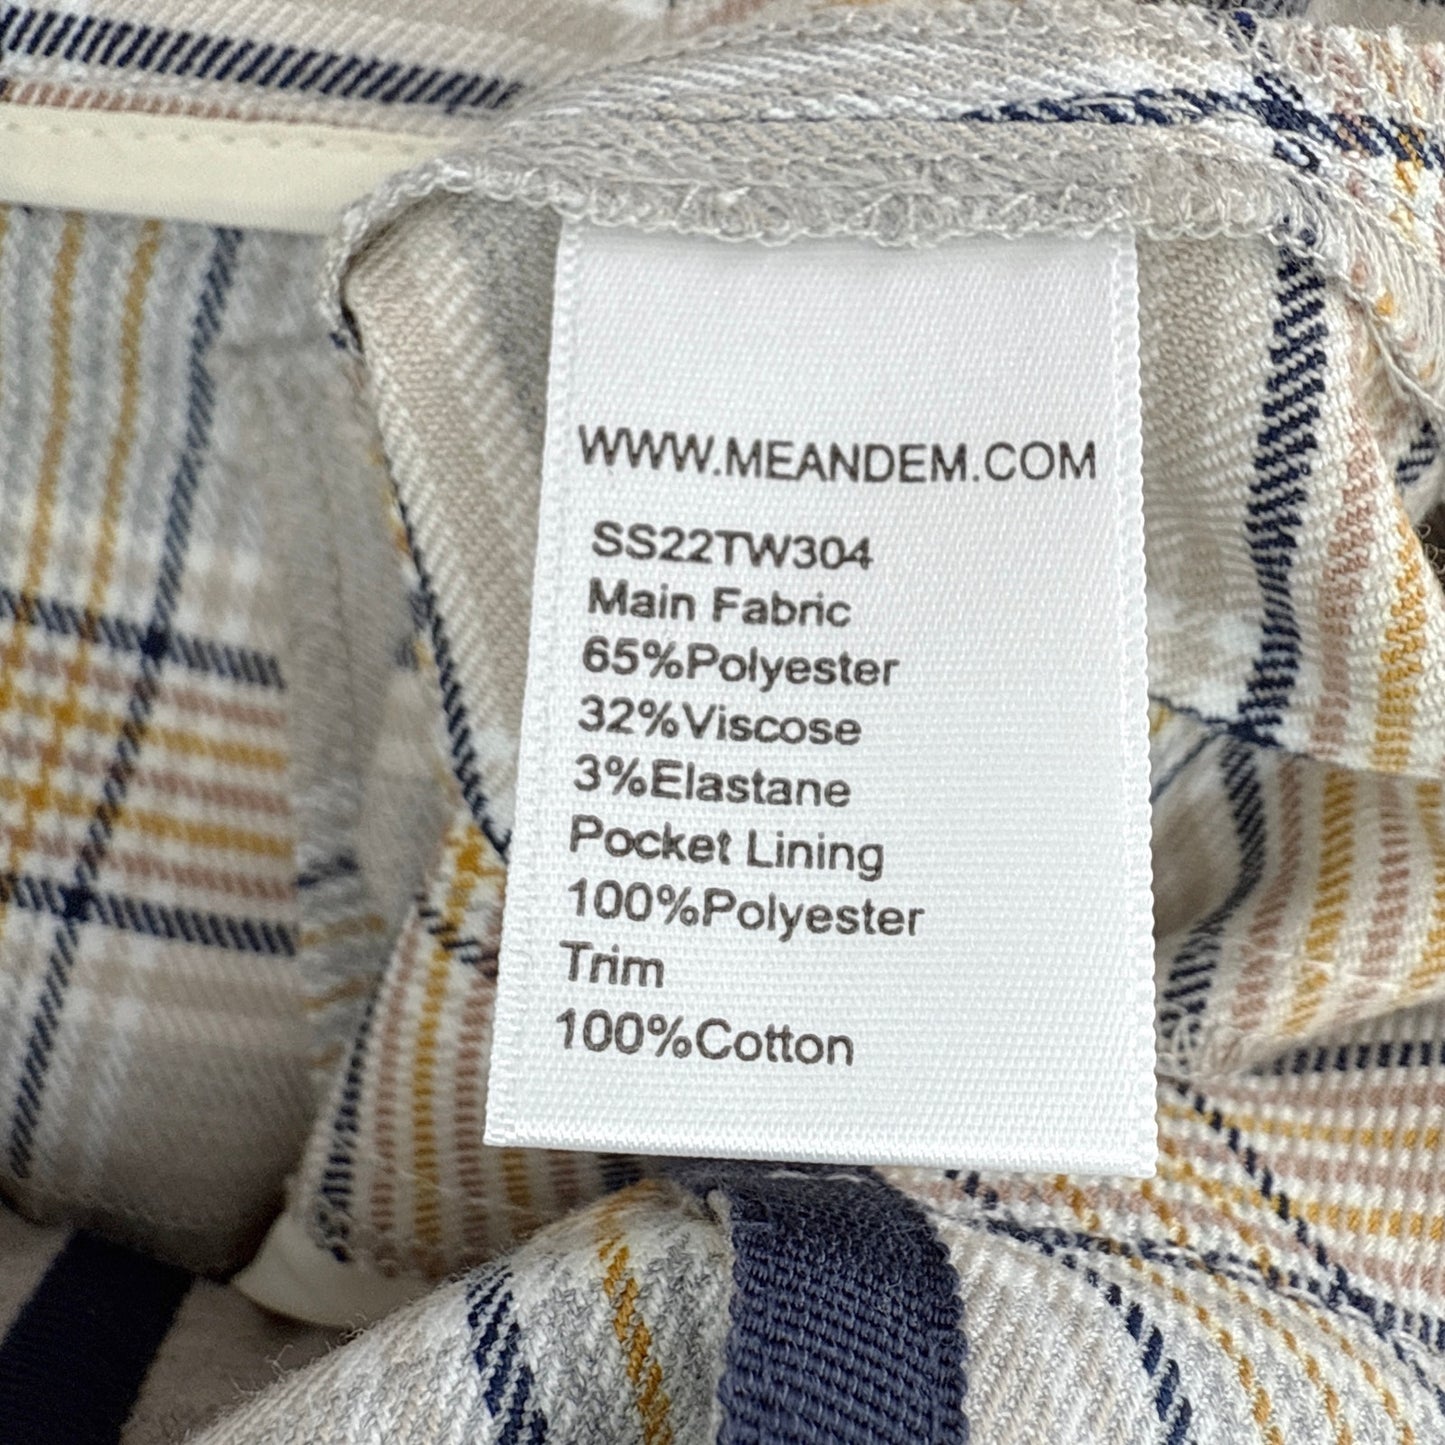 WWW.MEANDEM.COM
SS22TW304
Main Fabric
65%Polyester
32%Viscose
3%Elastane
Pocket Lining
100%Polyester
Trim
100%Cotton